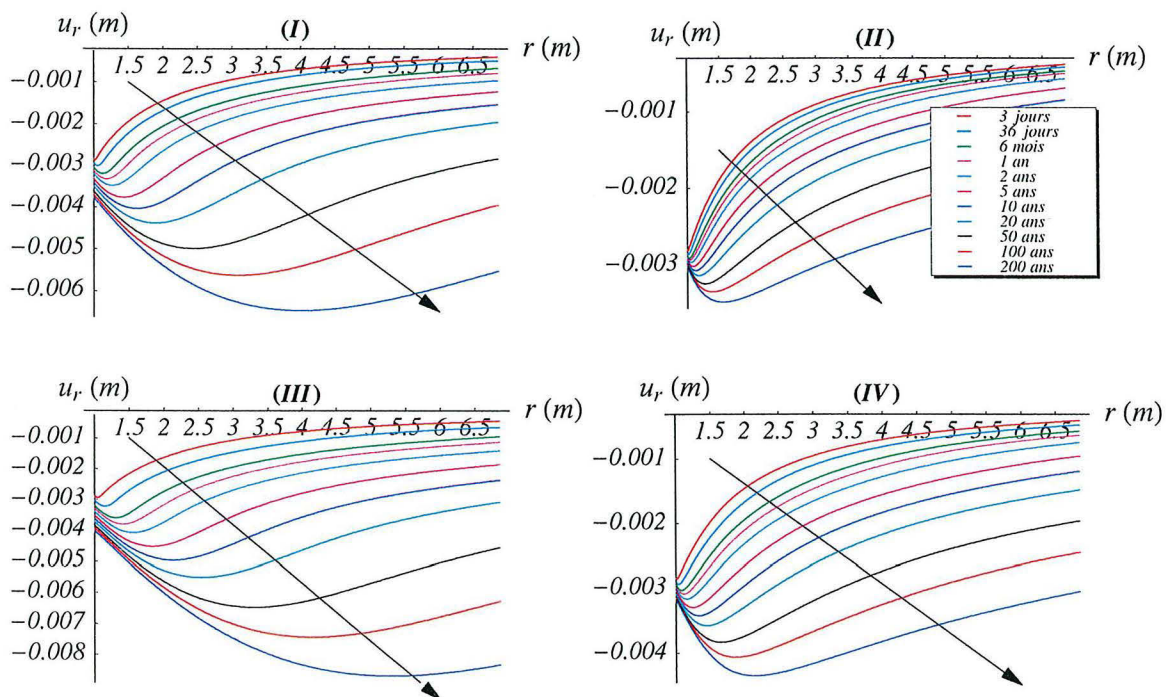 u_r (m)
(I)
r (m)
1.5 2 2.5 3 3.5 4 4.5 5 5.5 6 6.5
−0.001
−0.002
−0.003
−0.004
−0.005
−0.006
u_r (m)
(II)
r (m)
1.5 2 2.5 3 3.5 4 4.5 5 5.5 6 6.5
−0.001
−0.002
−0.003
3 jours
36 jours
6 mois
1 an
2 ans
5 ans
10 ans
20 ans
50 ans
100 ans
200 ans
u_r (m)
(III)
r (m)
1.5 2 2.5 3 3.5 4 4.5 5 5.5 6 6.5
−0.001
−0.002
−0.003
−0.004
−0.005
−0.006
−0.007
−0.008
u_r (m)
(IV)
r (m)
1.5 2 2.5 3 3.5 4 4.5 5 5.5 6 6.5
−0.001
−0.002
−0.003
−0.004